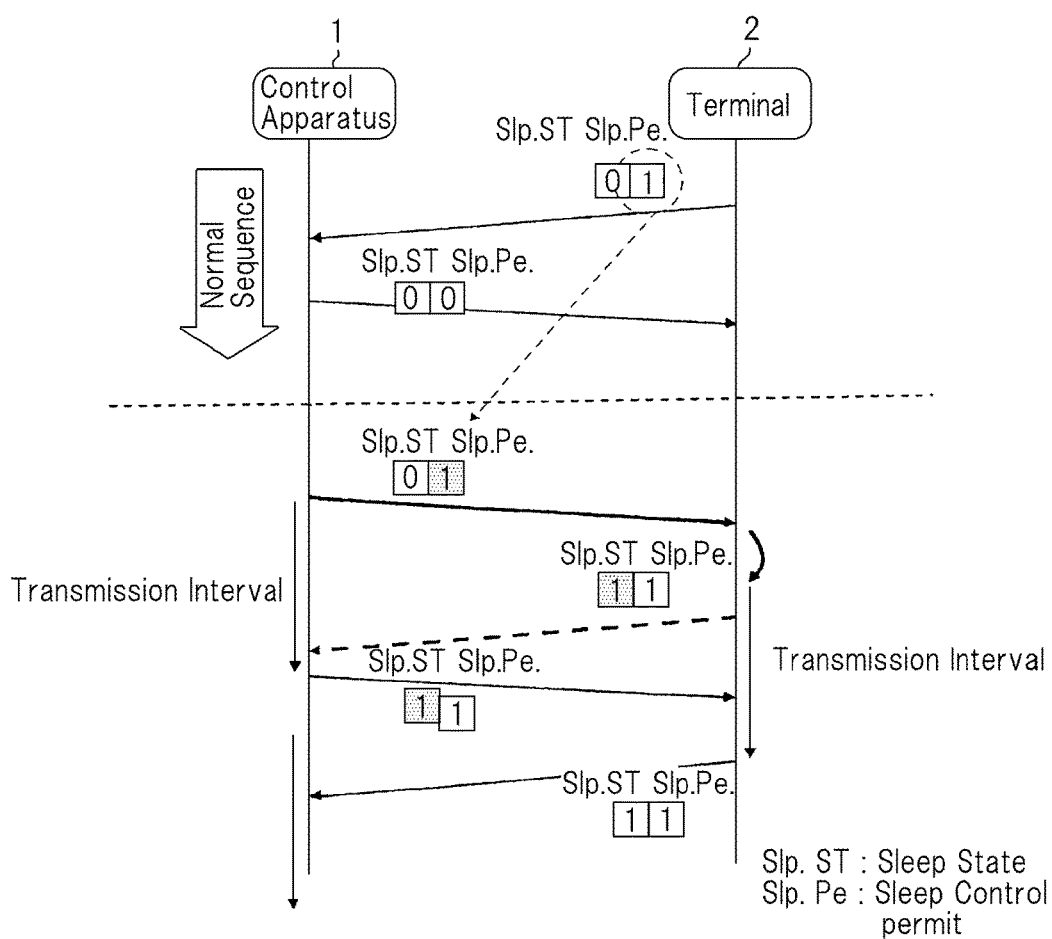 1
2
Control
Apparatus
Terminal
Slp.ST Slp.Pe.
0 1
Normal
Sequence
Slp.ST Slp.Pe.
0 0
Slp.ST Slp.Pe.
0 1
Slp.ST Slp.Pe.
1 1
Transmission Interval
Slp.ST Slp.Pe.
1 1
Transmission Interval
Slp.ST Slp.Pe.
1 1
Slp. ST : Sleep State
Slp. Pe : Sleep Control
permit